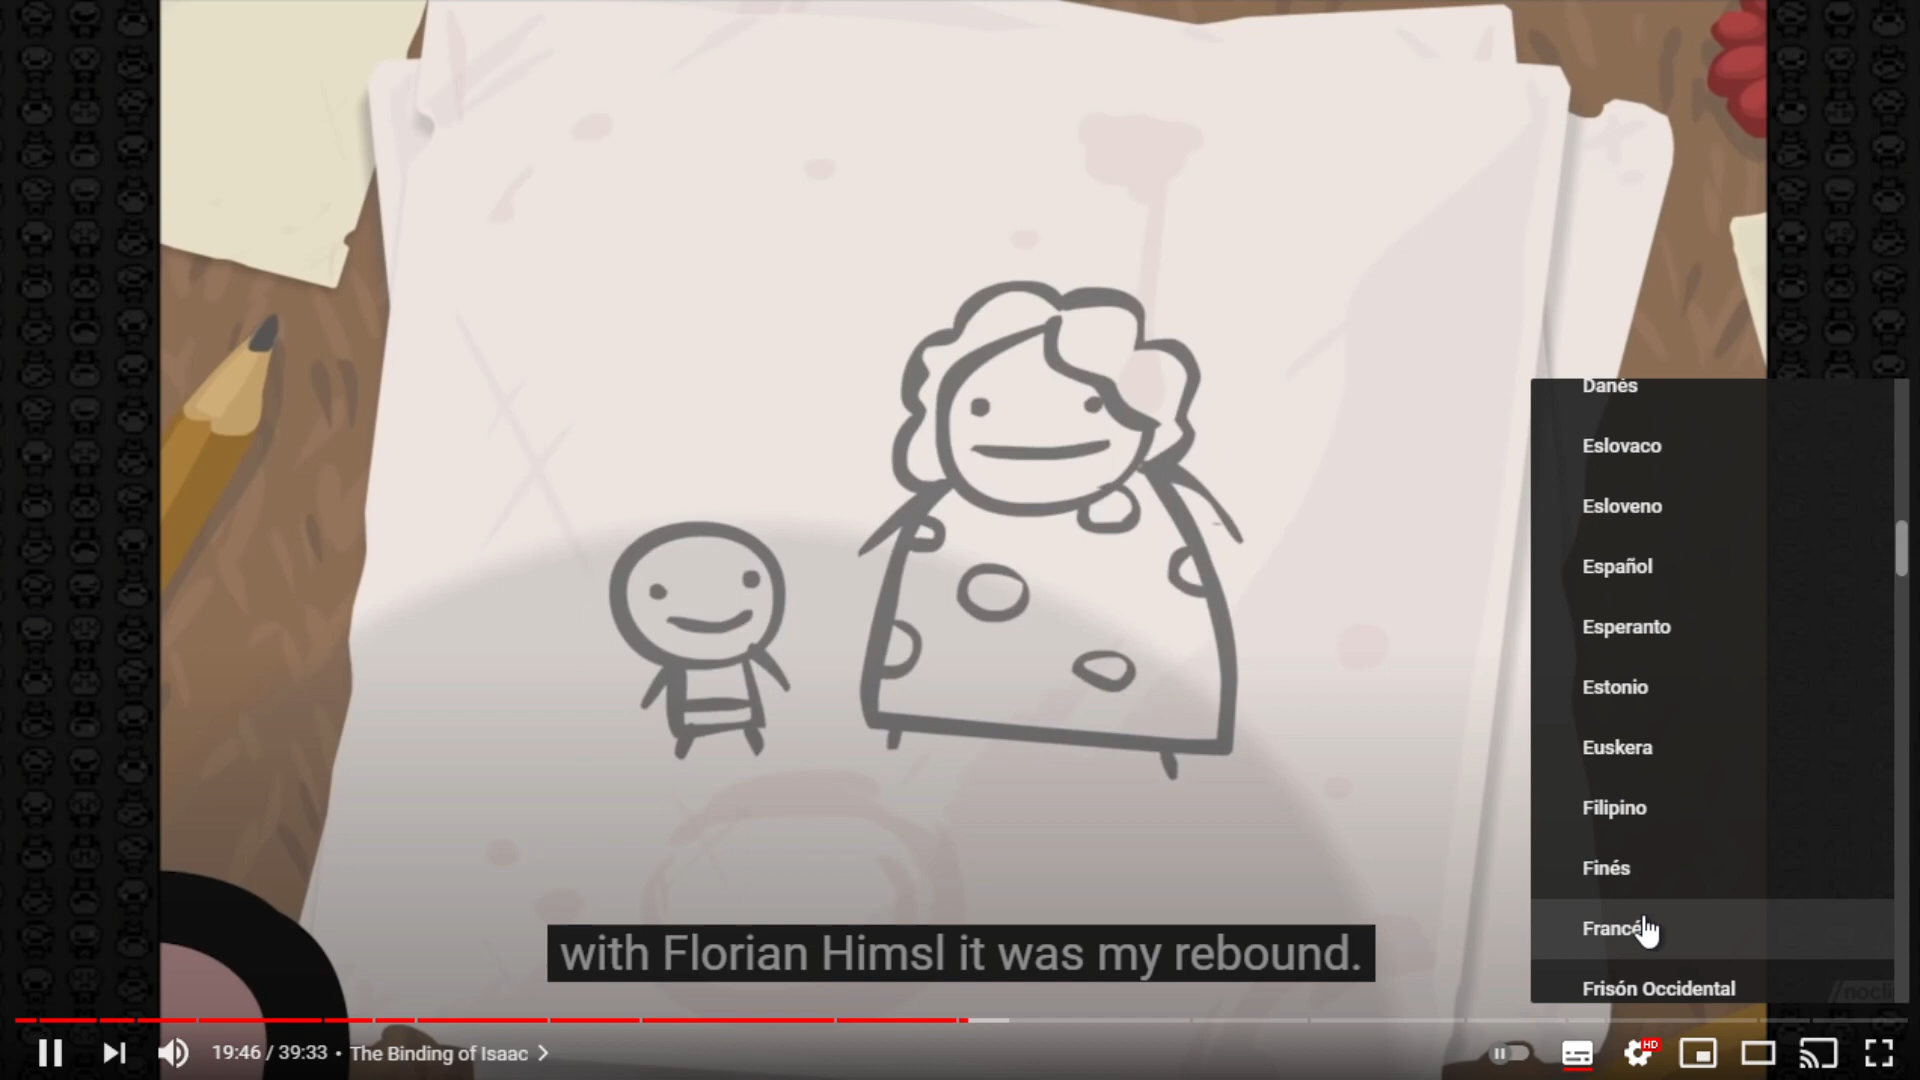 Danés
Eslovaco
Esloveno
Español
Esperanto
Estonio
Euskera
Filipino
Finés
Francé
Frisón Occidental
with Florian Himsl it was my rebound.
19:46 / 39:33 • The Binding of Isaac
HD